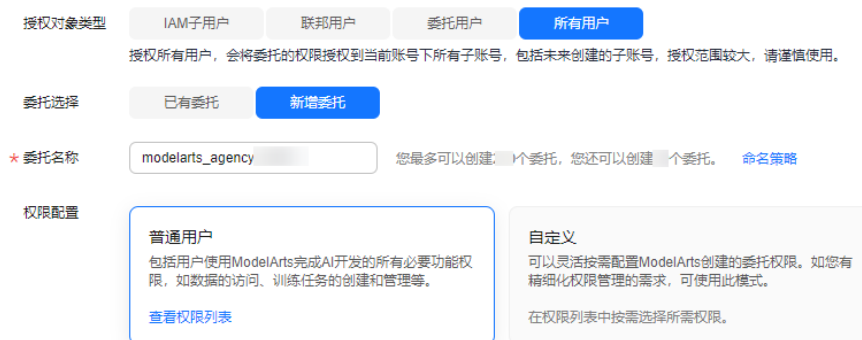 授权对象类型 IAM子用户 联邦用户 委托用户 所有用户
授权所有用户，会将委托的权限授权到当前账号下所有子账号，包括未来创建的子账号，授权范围较大，请谨慎使用。
委托选择 已有委托 新增委托
* 委托名称 modelarts_agency 您最多可以创建 个委托，您还可以创建 个委托。 命名策略
权限配置
普通用户
包括用户使用ModelArts完成AI开发的所有必要功能权
限，如数据的访问、训练任务的创建和管理等。
查看权限列表
自定义
可以灵活按需配置ModelArts创建的委托权限。如您有
精细化权限管理的需求，可使用此模式。
在权限列表中按需选择所需权限。